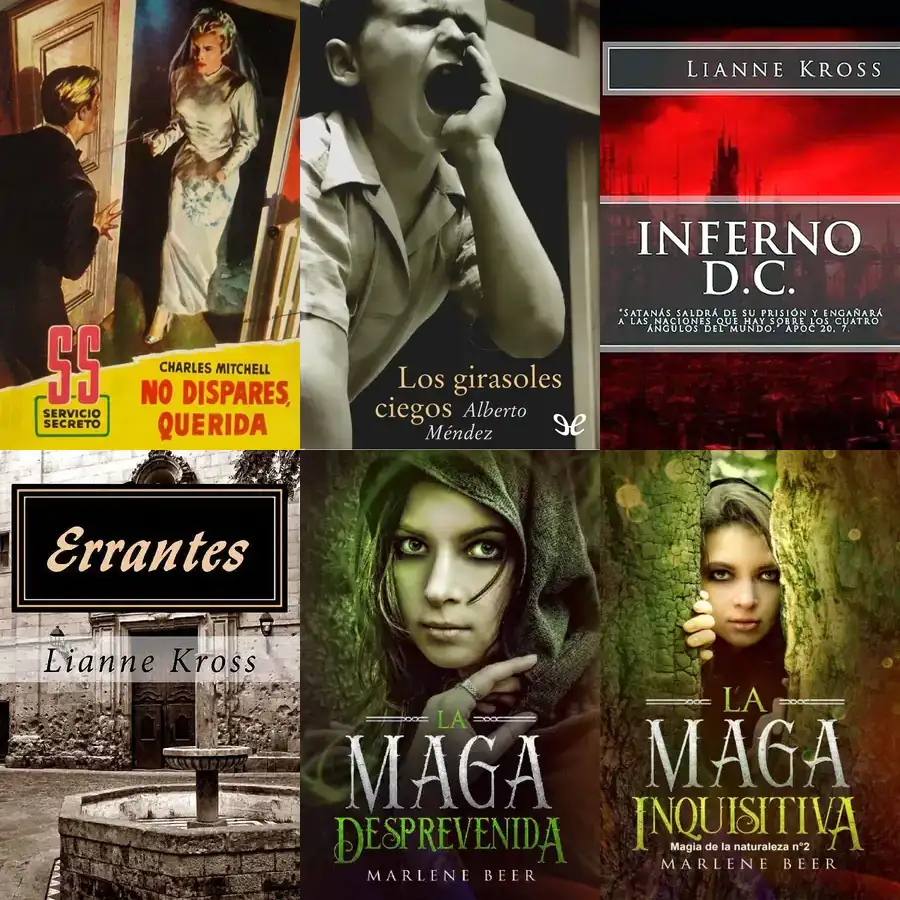 SS
SERVICIO
SECRETO
CHARLES MITCHELL
NO DISPARES,
QUERIDA
Los girasoles
ciegos Alberto
Méndez
LIANNE KROSS
INFERNO
D.C.
"SATANÁS SALDRÁ DE SU PRISIÓN Y ENGAÑARÁ
A LAS NACIONES QUE HAY SOBRE LOS CUATRO
ÁNGULOS DEL MUNDO." APOC 20, 7.
Errantes
Lianne Kross
LA
MAGA
DESPREVENIDA
MARLENE BEER
LA
MAGA
INQUISITIVA
Magia de la naturaleza n°2
MARLENE BEER